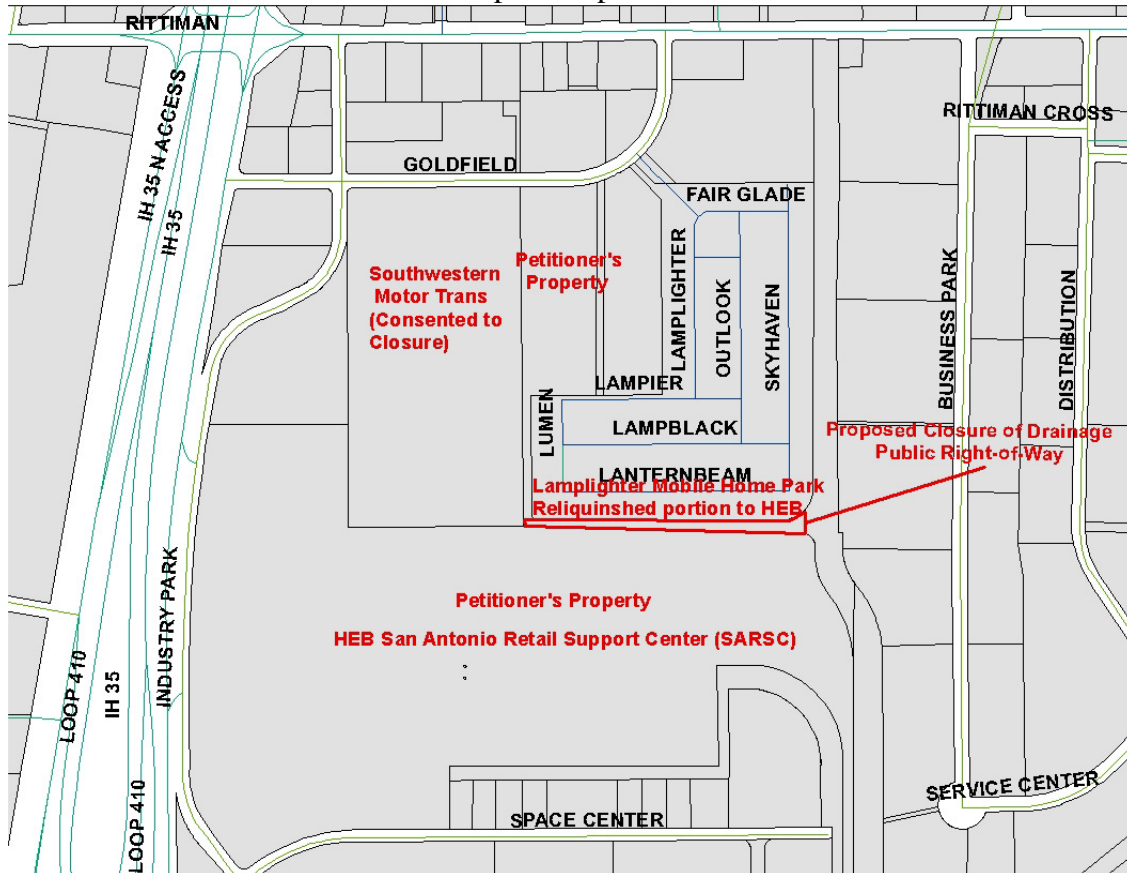 RITTIMAN
IH 35 N ACCESS
IH 35
RITTIMAN CROSS
GOLDFIELD
FAIR GLADE
Southwestern
Motor Trans
(Consented to
Closure)
Petitioner's
Property
LAMPLIGHTER
OUTLOOK
SKYHAVEN
BUSINESS PARK
DISTRIBUTION
LAMPIER
LUMEN
LAMPBLACK
LANTERNBEAM
Proposed Closure of Drainage
Public Right-of-Way
Lamplighter Mobile Home Park
Reliquinshed portion to HEB
INDUSTRY PARK
Petitioner's Property
HEB San Antonio Retail Support Center (SARSC)
LOOP 410
IH 35
LOOP 410
SPACE CENTER
SERVICE CENTER